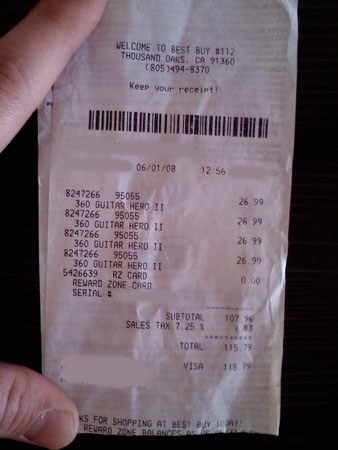 WELCOME TO BEST BUY #112
THOUSAND OAKS, CA 91360
(805)494-8370
Keep your receipt!
06/01/08 12:56
8247266 95055
360 GUITAR HERO II 26.99
8247266 95055
360 GUITAR HERO II 26.99
8247266 95055
360 GUITAR HERO II 26.99
8247266 95055
360 GUITAR HERO II 26.99
5426639 RZ CARD 0.00
REWARD ZONE CARD
SERIAL #
SUBTOTAL 107.96
SALES TAX 7.25 % 7.83
TOTAL 115.79
VISA 115.79
KS FOR SHOPPING AT BEST BUY TODAY!
REWARD ZONE BALANCES AS OF